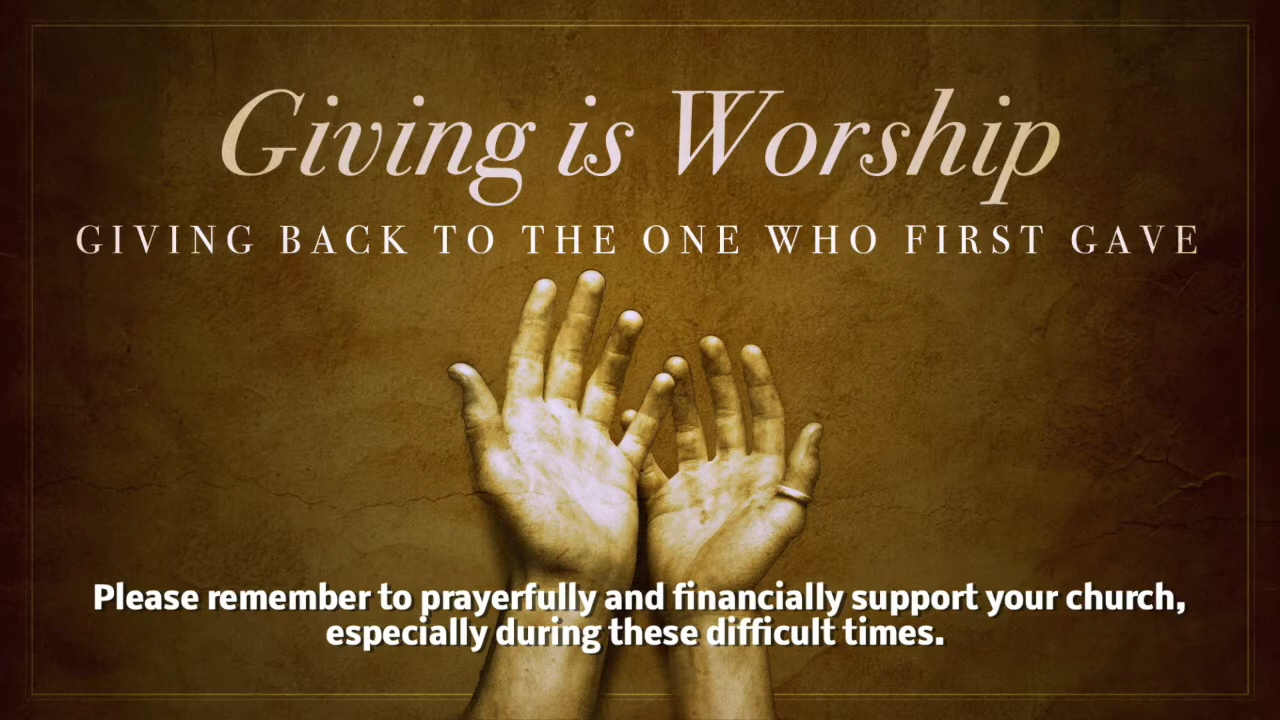 Giving is Worship
GIVING BACK TO THE ONE WHO FIRST GAVE
Please remember to prayerfully and financially support your church,
especially during these difficult times.